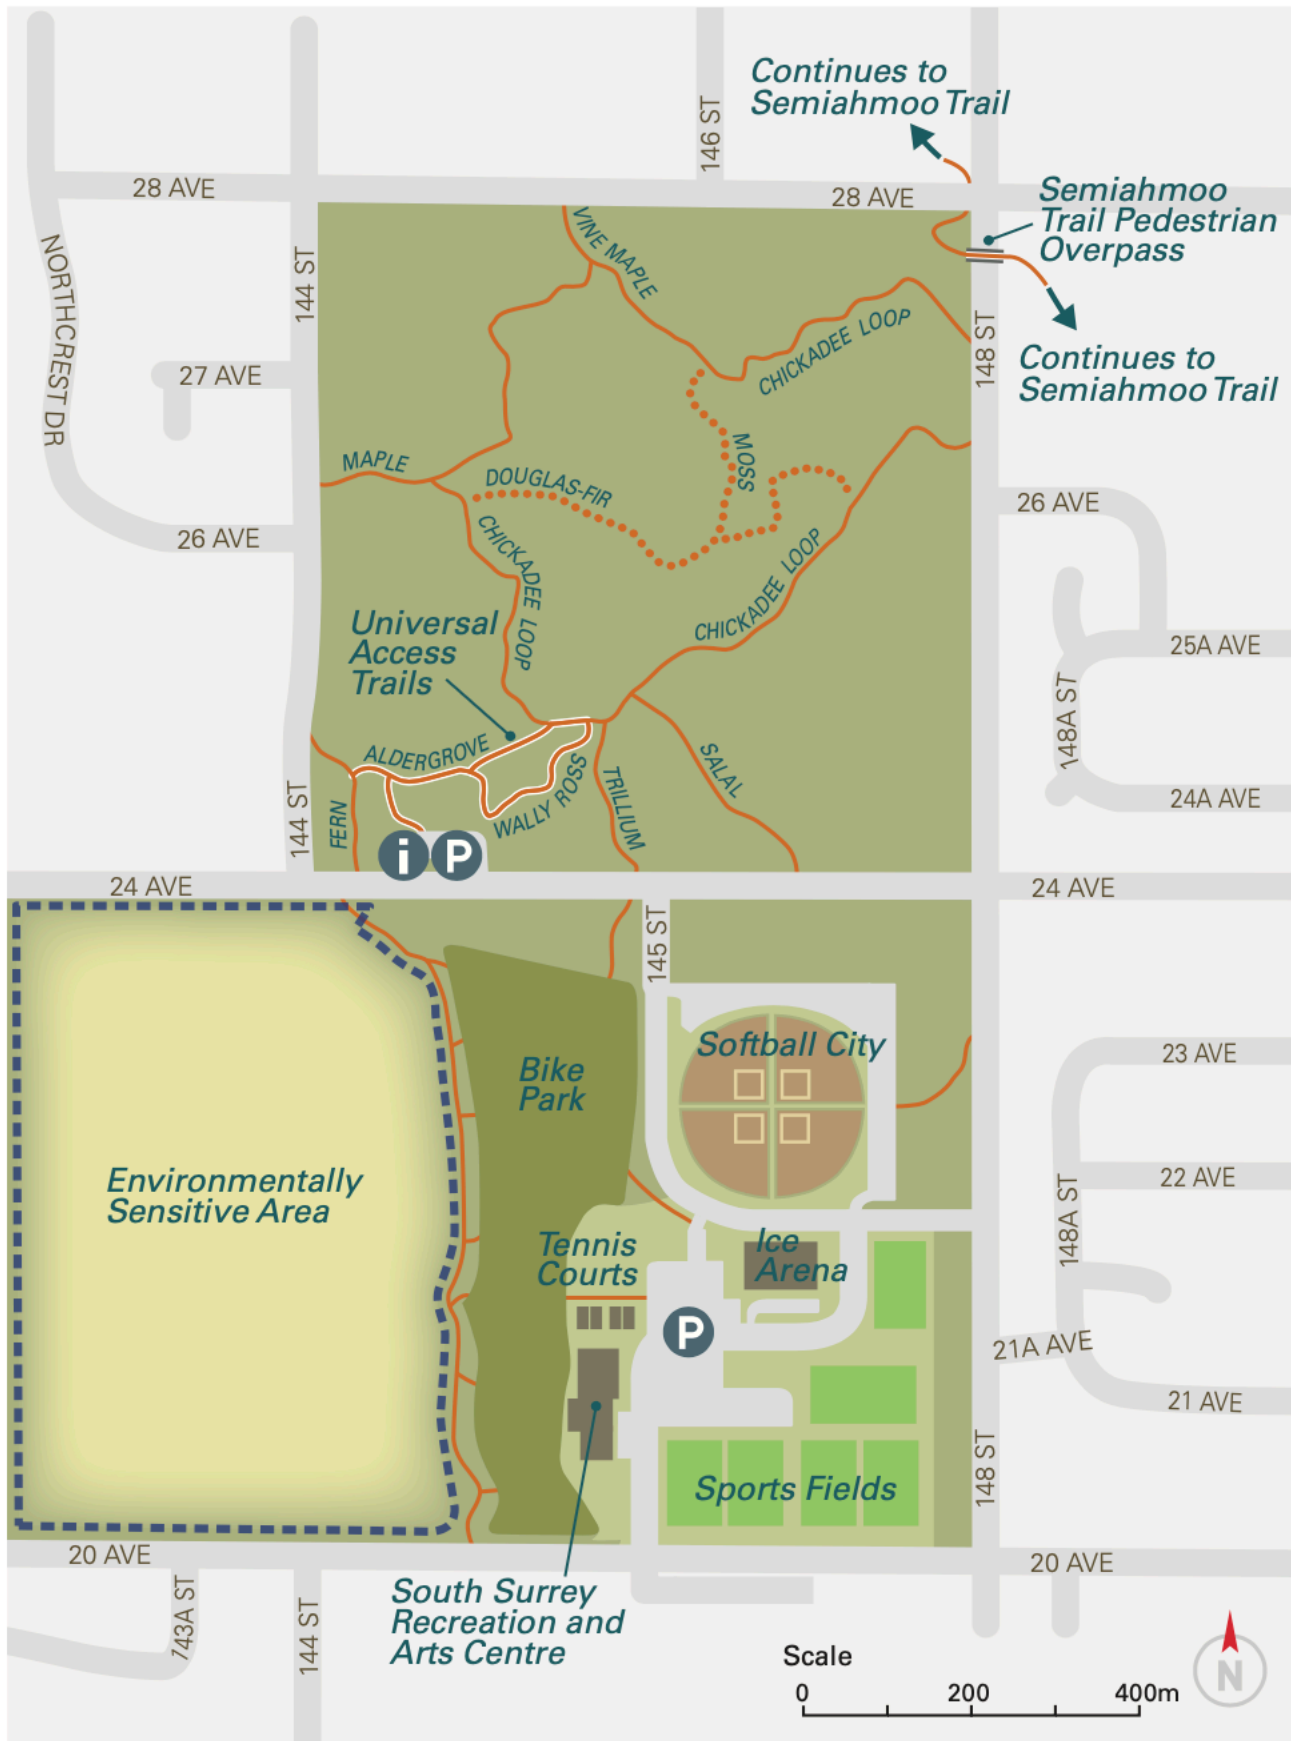 Continues to
Semiahmoo Trail
146 ST
28 AVE
28 AVE
Semiahmoo
Trail Pedestrian
Overpass
VINE MAPLE
NORTHCREST DR
144 ST
CHICKADEE LOOP
148 ST
Continues to
Semiahmoo Trail
27 AVE
MAPLE
DOUGLAS-FIR
MOSS
26 AVE
26 AVE
CHICKADEE LOOP
CHICKADEE LOOP
Universal
Access
Trails
25A AVE
148A ST
ALDERGROVE
WALLY ROSS
TRILLIUM
SALAL
24A AVE
144 ST
FERN
i
P
24 AVE
24 AVE
145 ST
Softball City
23 AVE
Bike
Park
Environmentally
Sensitive Area
22 AVE
148A ST
Tennis
Courts
Ice
Arena
P
21A AVE
21 AVE
148 ST
Sports Fields
20 AVE
20 AVE
143A ST
144 ST
South Surrey
Recreation and
Arts Centre
Scale
0 200 400m
N